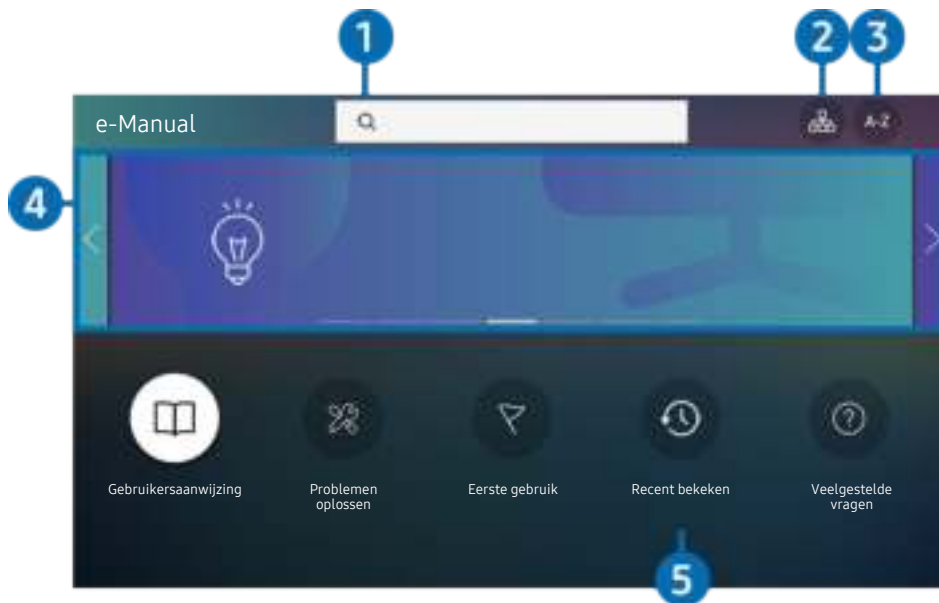 1
2
3
e-Manual
A-Z
4
Gebruikersaanwijzing
Problemen
oplossen
Eerste gebruik
Recent bekeken
Veelgestelde
vragen
5